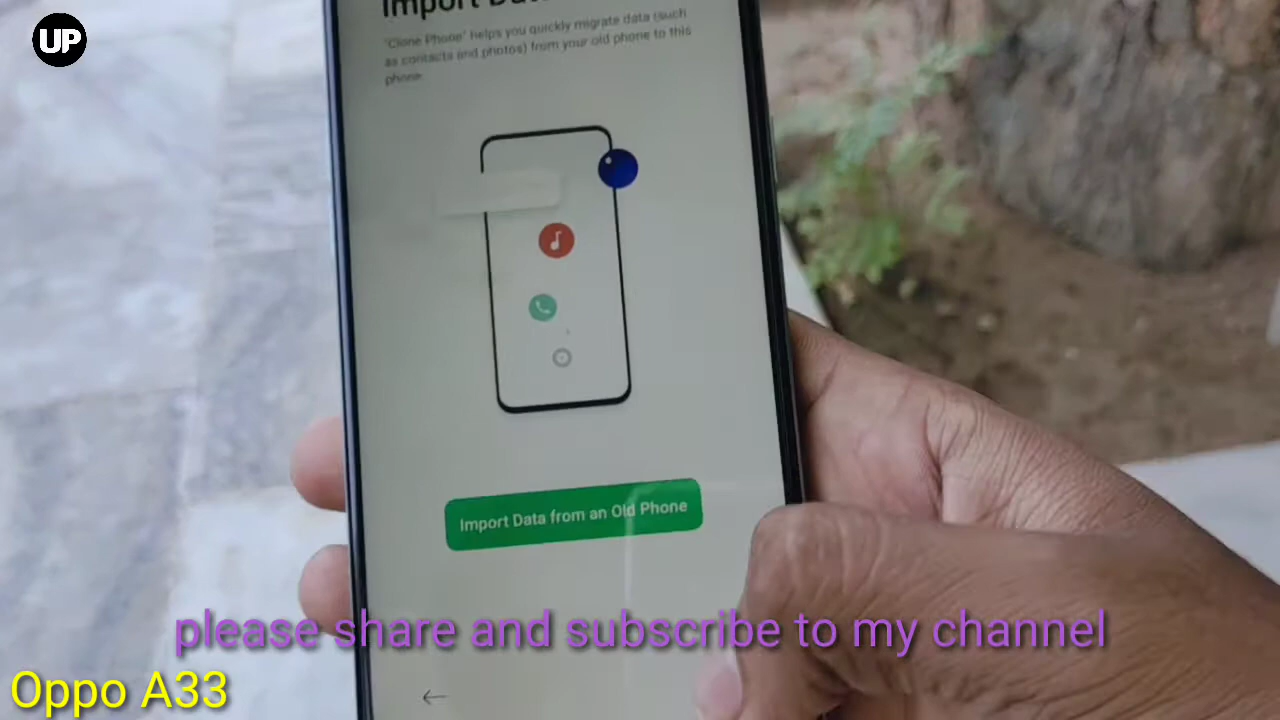 UP
Import Data
"Clone Phone" helps you quickly migrate data (such
as contacts and photos) from your old phone to this
phone.
Import Data from an Old Phone
please share and subscribe to my channel
Oppo A33